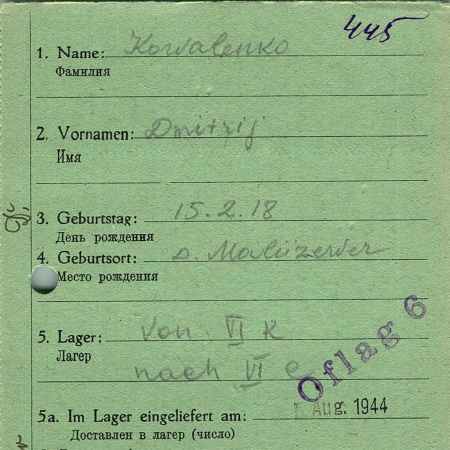 445
1. Name: Kowalenko
Фамилия
2. Vornamen: Dmitrij
Имя
3. Geburtstag: 15.2.18
День рождения
4. Geburtsort: D.
Место рождения
5. Lager: von VI K
Лагер
nach VI C
Oflag 6
Aug. 1944
5a. Im Lager eingeliefert am:
Доставлен в лагер (число)